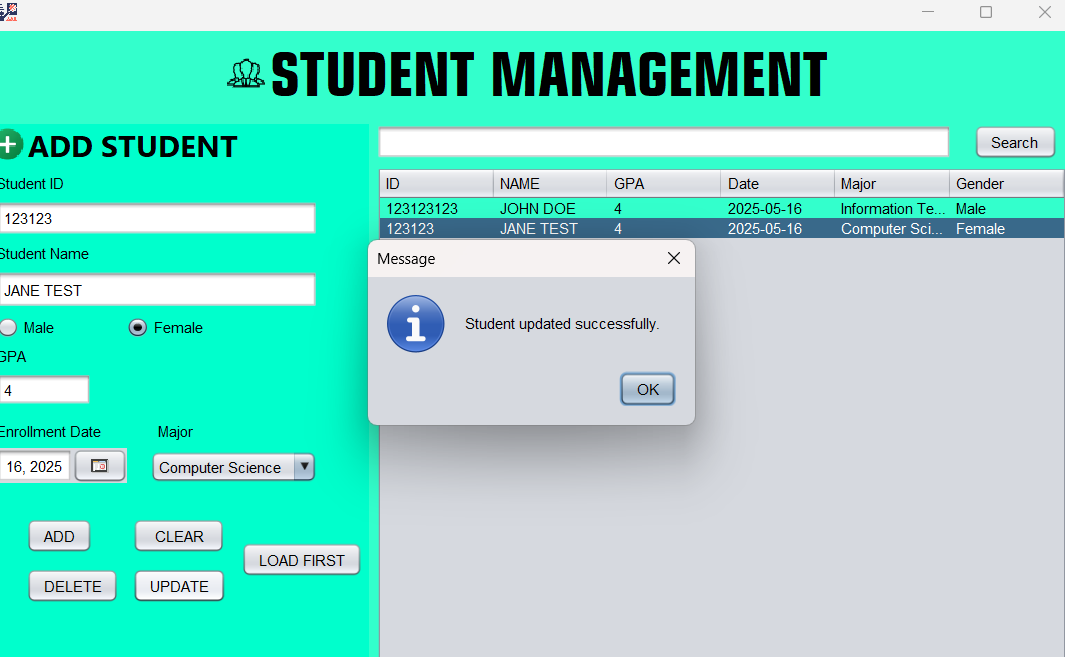 STUDENT MANAGEMENT
ADD STUDENT
Student ID
123123
Student Name
JANE TEST
Male Female
GPA
4
Enrollment Date Major
16, 2025 Computer Science
ADD CLEAR
LOAD FIRST
DELETE UPDATE
Search
ID NAME GPA Date Major Gender
123123123 JOHN DOE 4 2025-05-16 Information Te... Male
123123 JANE TEST 4 2025-05-16 Computer Sci... Female
Message
Student updated successfully.
OK